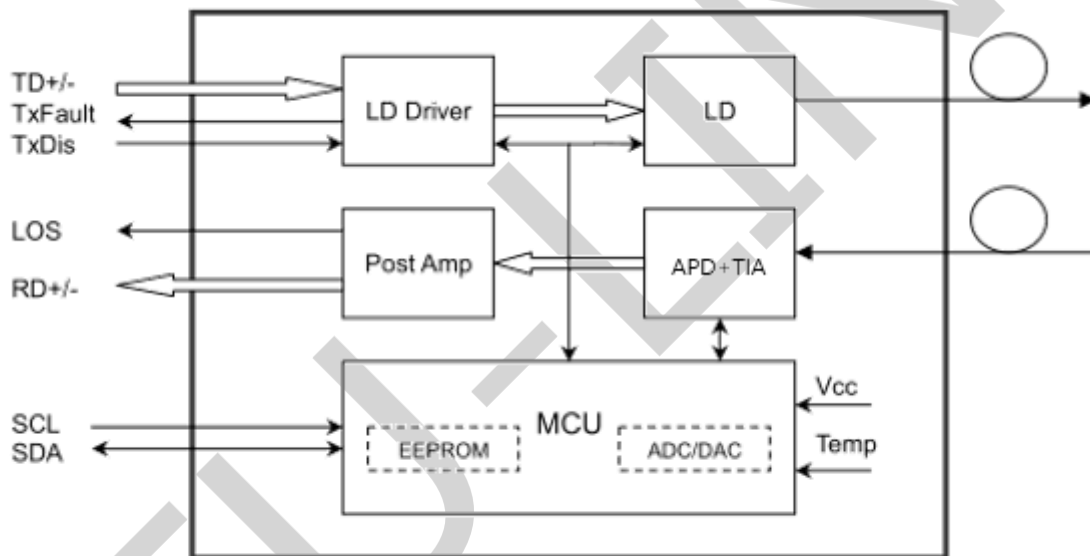 TD+/-
TxFault
TxDis
LD Driver
LD
LOS
RD+/-
Post Amp
APD+TIA
SCL
SDA
MCU
EEPROM
ADC/DAC
Vcc
Temp